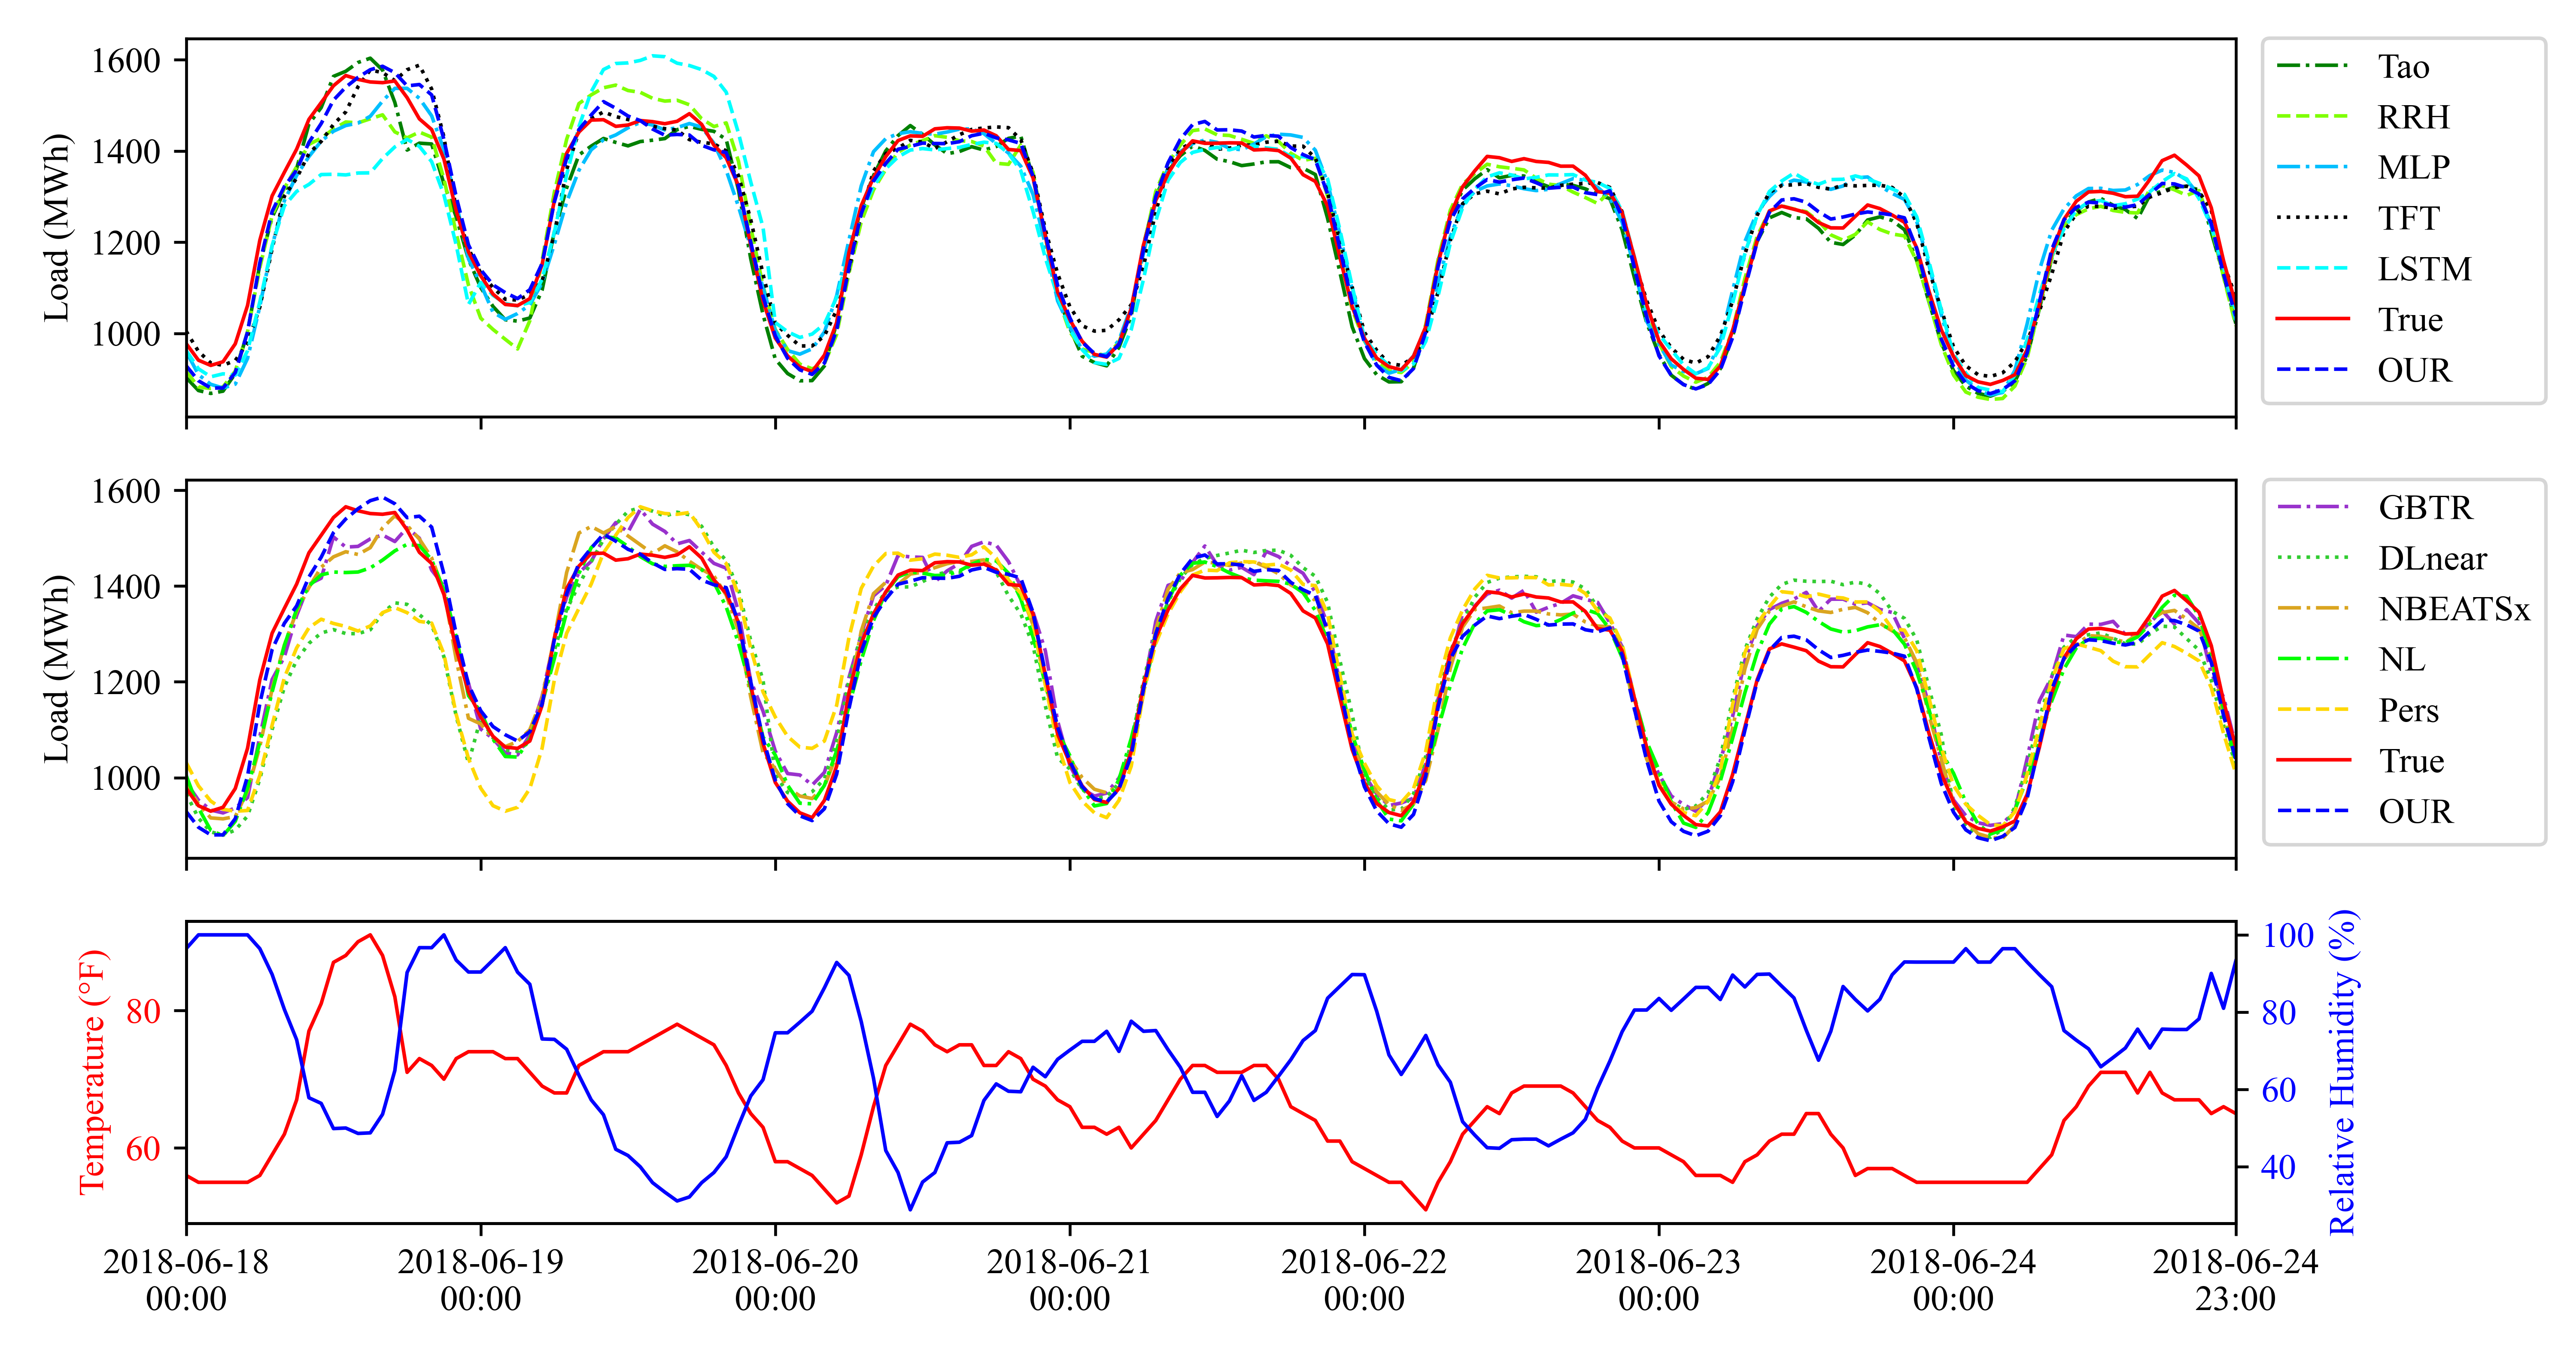 1600
1400
1200
1000
Load (MWh)
Tao
RRH
MLP
TFT
LSTM
True
OUR
1600
1400
1200
1000
Load (MWh)
GBTR
DLnear
NBEATSx
NL
Pers
True
OUR
80
60
Temperature (°F)
100
80
60
40
Relative Humidity (%)
2018-06-18
00:00
2018-06-19
00:00
2018-06-20
00:00
2018-06-21
00:00
2018-06-22
00:00
2018-06-23
00:00
2018-06-24
00:00
2018-06-24
23:00